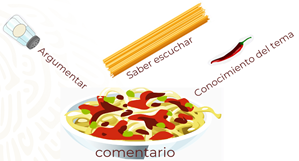 Argumentar
Saber escuchar
Conocimiento del tema
comentario